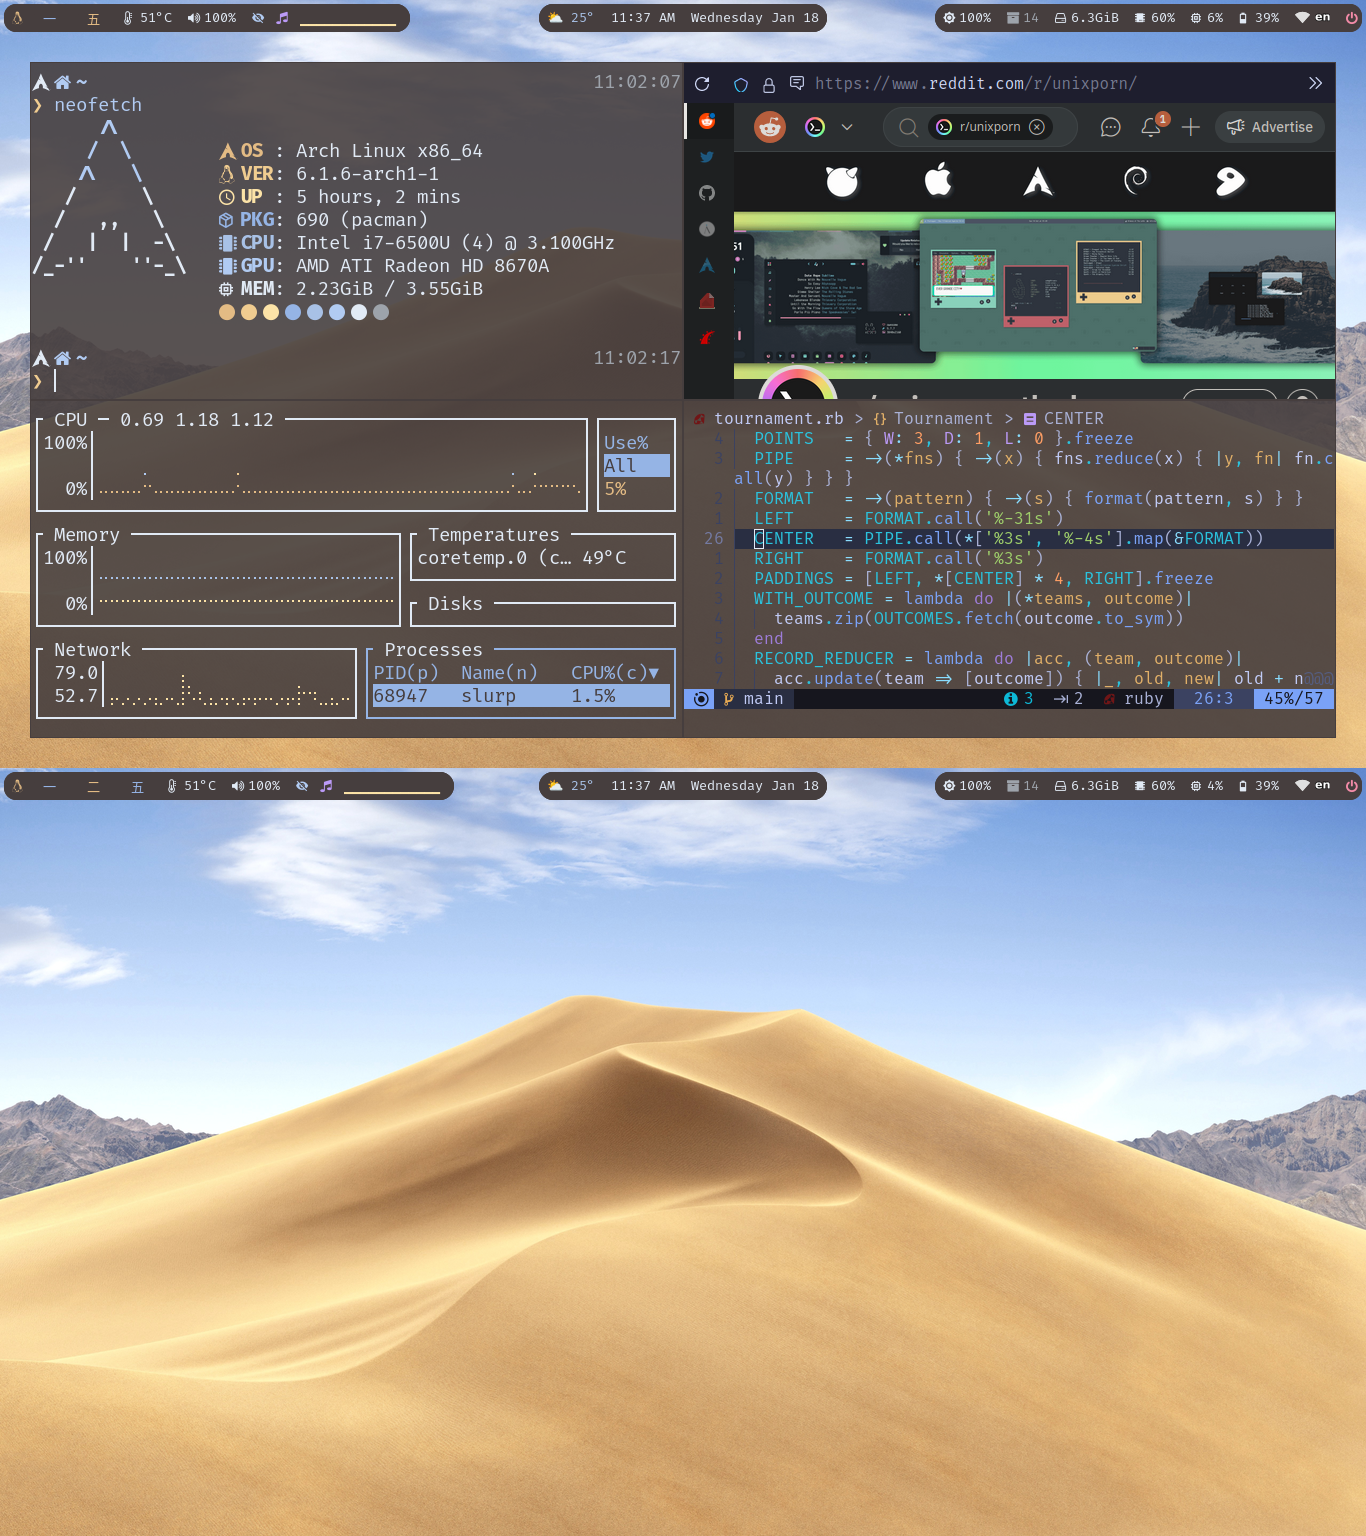 一 五 51°C 100% 25° 11:37 AM Wednesday Jan 18 100% 14 6.3GiB 60% 6% 39% en
~ 11:02:07
❯ neofetch
OS : Arch Linux x86_64
VER: 6.1.6-arch1-1
UP : 5 hours, 2 mins
PKG: 690 (pacman)
CPU: Intel i7-6500U (4) @ 3.100GHz
GPU: AMD ATI Radeon HD 8670A
MEM: 2.23GiB / 3.55GiB
~ 11:02:17
❯
https://www.reddit.com/r/unixporn/
r/unixporn 1 Advertise
CPU — 0.69 1.18 1.12
100%
0%
Use%
All
5%
Memory
100%
0%
Temperatures
coretemp.0 (c… 49°C
Disks
Network
79.0
52.7
Processes
PID(p) Name(n) CPU%(c)▼
68947 slurp 1.5%
tournament.rb > {} Tournament > CENTER
4 POINTS = { W: 3, D: 1, L: 0 }.freeze
3 PIPE = ->(*fns) { ->(x) { fns.reduce(x) { |y, fn| fn.c
all(y) } } }
2 FORMAT = ->(pattern) { ->(s) { format(pattern, s) } }
1 LEFT = FORMAT.call('%-31s')
26 CENTER = PIPE.call(*['%3s', '%-4s'].map(&FORMAT))
1 RIGHT = FORMAT.call('%3s')
2 PADDINGS = [LEFT, *[CENTER] * 4, RIGHT].freeze
3 WITH_OUTCOME = lambda do |(*teams, outcome)|
4 teams.zip(OUTCOMES.fetch(outcome.to_sym))
5 end
6 RECORD_REDUCER = lambda do |acc, (team, outcome)|
7 acc.update(team => [outcome]) { |_, old, new| old + n@@@
main 3 2 ruby 26:3 45%/57
一 二 五 51°C 100% 25° 11:37 AM Wednesday Jan 18 100% 14 6.3GiB 60% 4% 39% en